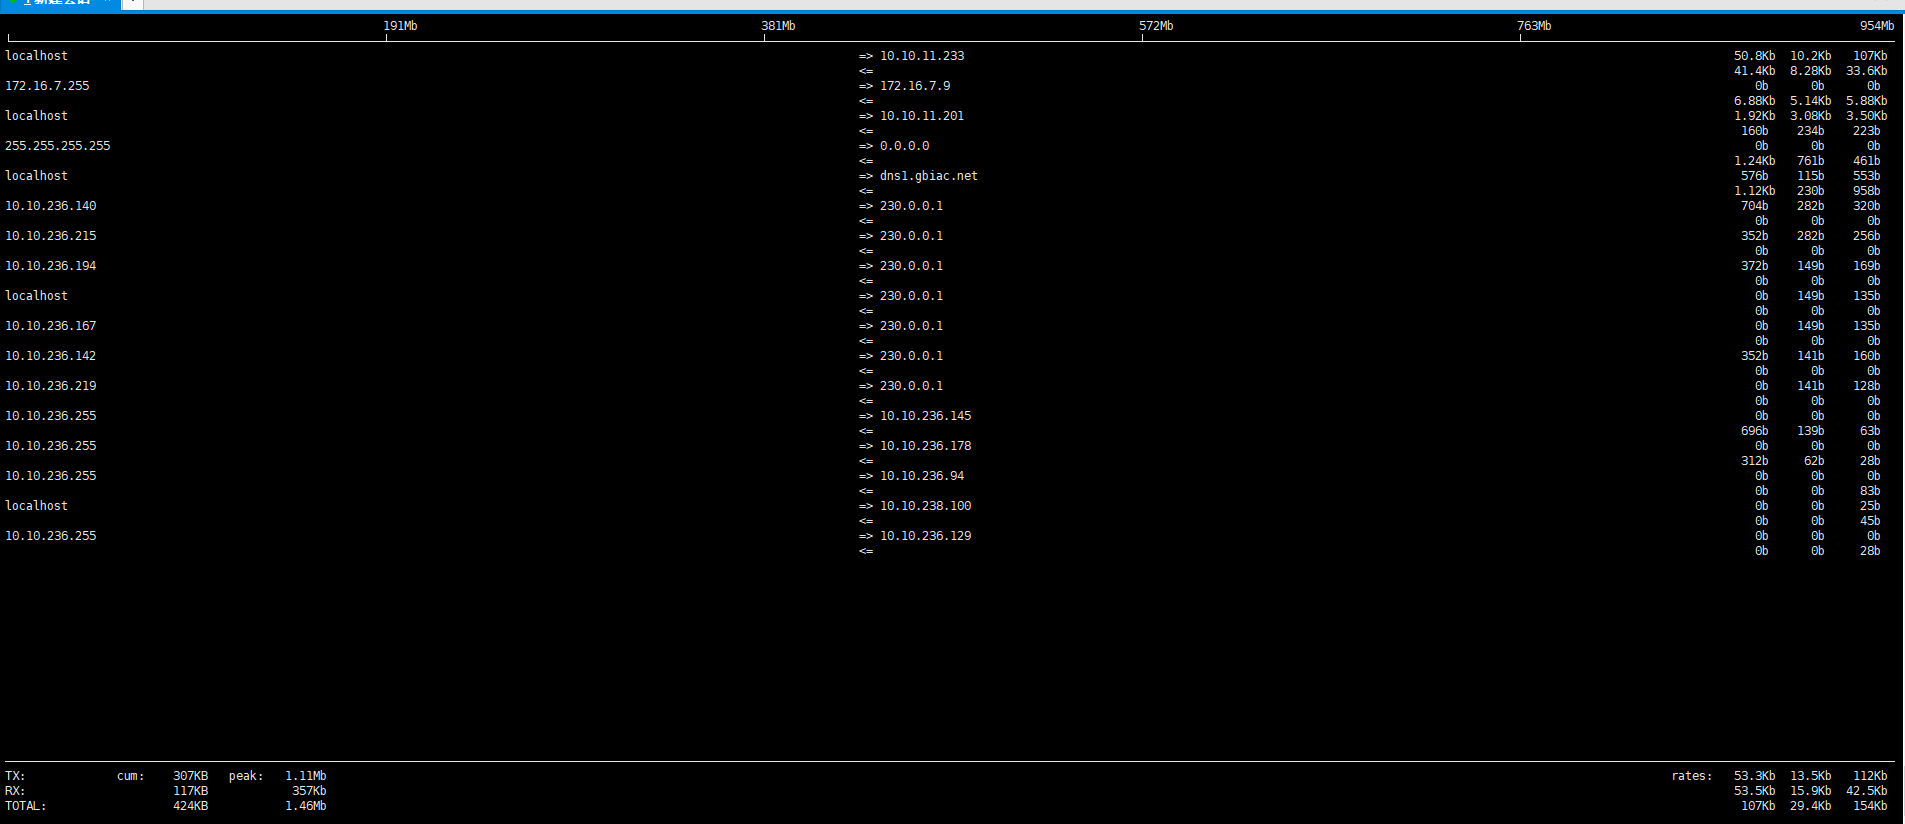 191Mb 381Mb 572Mb 763Mb 954Mb
localhost => 10.10.11.233 50.8Kb 10.2Kb 107Kb
<= 41.4Kb 8.28Kb 33.6Kb
172.16.7.255 => 172.16.7.9 0b 0b 0b
<= 6.88Kb 5.14Kb 5.88Kb
localhost => 10.10.11.201 1.92Kb 3.08Kb 3.50Kb
<= 160b 234b 223b
255.255.255.255 => 0.0.0.0 0b 0b 0b
<= 1.24Kb 761b 461b
localhost => dns1.gbiac.net 576b 115b 553b
<= 1.12Kb 230b 958b
10.10.236.140 => 230.0.0.1 704b 282b 320b
<= 0b 0b 0b
10.10.236.215 => 230.0.0.1 352b 282b 256b
<= 0b 0b 0b
10.10.236.194 => 230.0.0.1 372b 149b 169b
<= 0b 0b 0b
localhost => 230.0.0.1 0b 149b 135b
<= 0b 0b 0b
10.10.236.167 => 230.0.0.1 0b 149b 135b
<= 0b 0b 0b
10.10.236.142 => 230.0.0.1 352b 141b 160b
<= 0b 0b 0b
10.10.236.219 => 230.0.0.1 0b 141b 128b
<= 0b 0b 0b
10.10.236.255 => 10.10.236.145 0b 0b 0b
<= 696b 139b 63b
10.10.236.255 => 10.10.236.178 0b 0b 0b
<= 312b 62b 28b
10.10.236.255 => 10.10.236.94 0b 0b 0b
<= 0b 0b 83b
localhost => 10.10.238.100 0b 0b 25b
<= 0b 0b 45b
10.10.236.255 => 10.10.236.129 0b 0b 0b
<= 0b 0b 28b
TX: cum: 307KB peak: 1.11Mb rates: 53.3Kb 13.5Kb 112Kb
RX: 117KB 357Kb 53.5Kb 15.9Kb 42.5Kb
TOTAL: 424KB 1.46Mb 107Kb 29.4Kb 154Kb